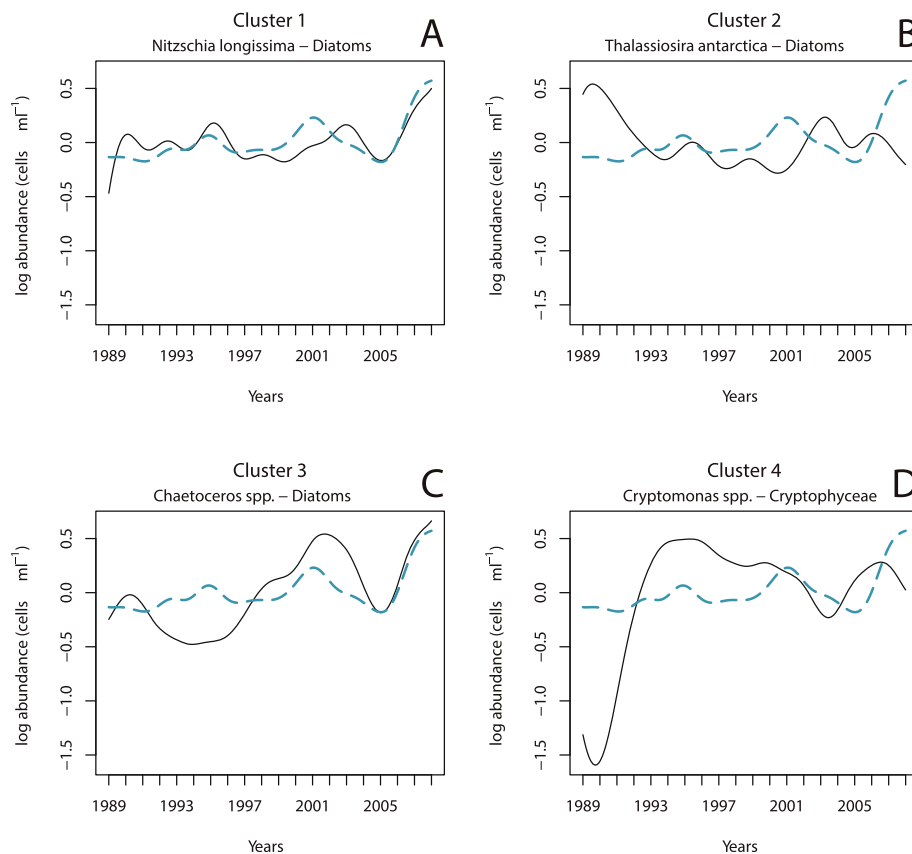 Cluster 1
Nitzschia longissima – Diatoms
A
log abundance (cells ml⁻¹)
0.5
0.0
−0.5
−1.0
−1.5
1989 1993 1997 2001 2005
Years
Cluster 2
Thalassiosira antarctica – Diatoms
B
log abundance (cells ml⁻¹)
0.5
0.0
−0.5
−1.0
−1.5
1989 1993 1997 2001 2005
Years
Cluster 3
Chaetoceros spp. – Diatoms
C
log abundance (cells ml⁻¹)
0.5
0.0
−0.5
−1.0
−1.5
1989 1993 1997 2001 2005
Years
Cluster 4
Cryptomonas spp. – Cryptophyceae
D
log abundance (cells ml⁻¹)
0.5
0.0
−0.5
−1.0
−1.5
1989 1993 1997 2001 2005
Years